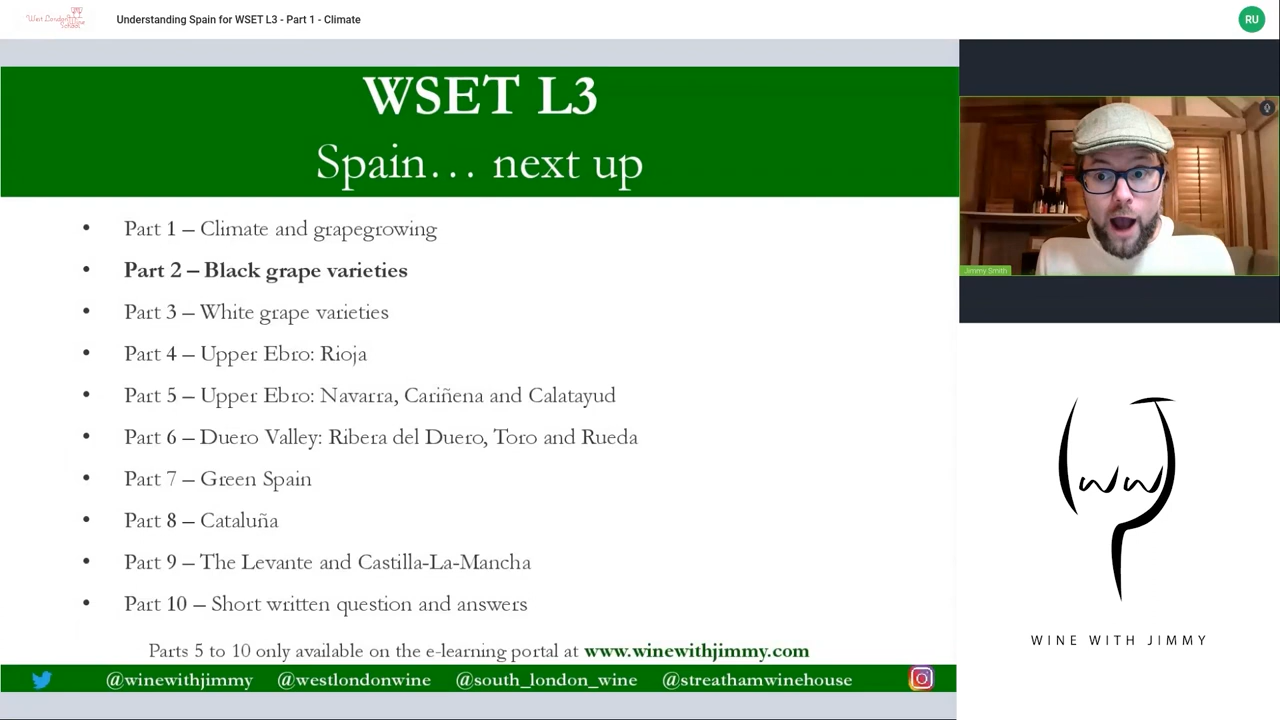 West London Wine School
Understanding Spain for WSET L3 - Part 1 - Climate
RU
WSET L3
Spain… next up
• Part 1 – Climate and grapegrowing
• Part 2 – Black grape varieties
• Part 3 – White grape varieties
• Part 4 – Upper Ebro: Rioja
• Part 5 – Upper Ebro: Navarra, Cariñena and Calatayud
• Part 6 – Duero Valley: Ribera del Duero, Toro and Rueda
• Part 7 – Green Spain
• Part 8 – Cataluña
• Part 9 – The Levante and Castilla-La-Mancha
• Part 10 – Short written question and answers
Parts 5 to 10 only available on the e-learning portal at www.winewithjimmy.com
@winewithjimmy @westlondonwine @south_london_wine @streathamwinehouse
Jimmy Smith
ww
WINE WITH JIMMY